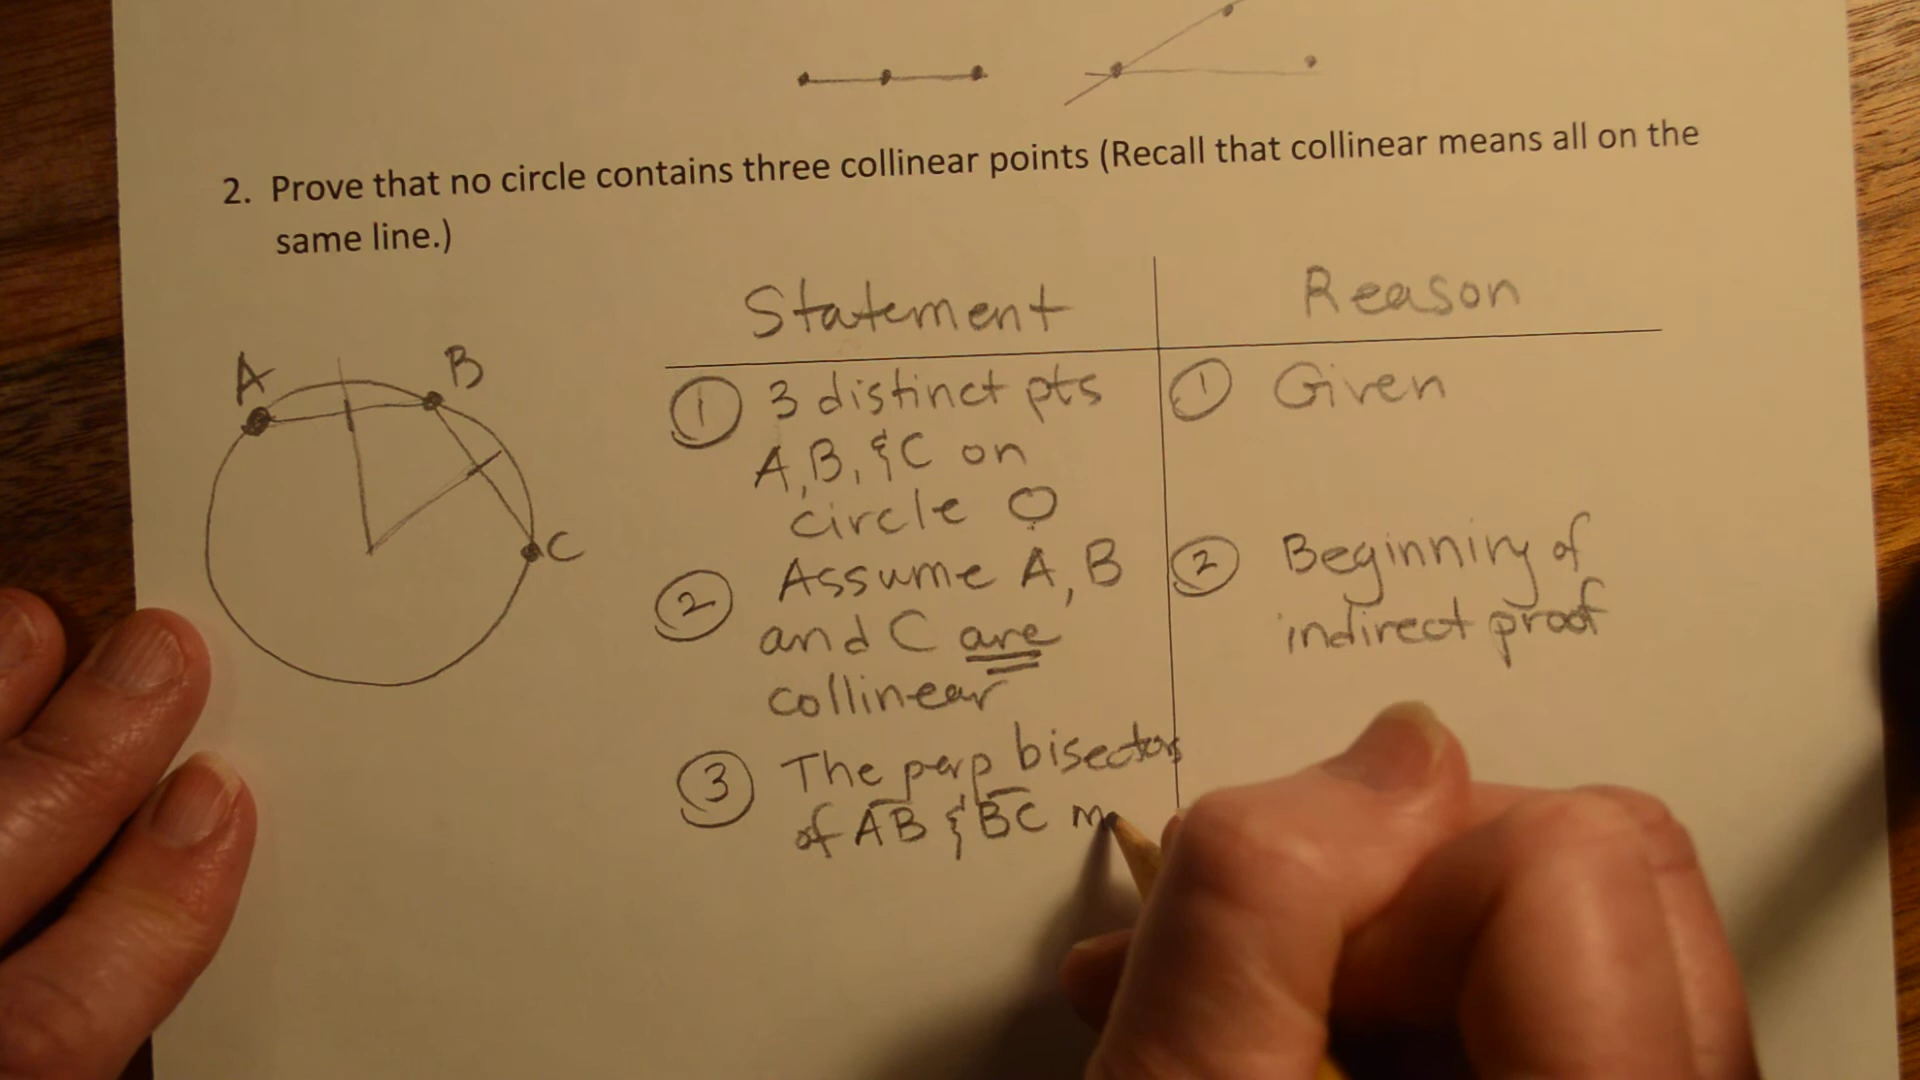 2. Prove that no circle contains three collinear points (Recall that collinear means all on the
same line.)
Statement
Reason
A
B
C
① 3 distinct pts
A, B, & C on
circle O
① Given
② Assume A, B
and C are
collinear
② Beginning of
indirect proof
③ The perp bisectors
of AB & BC m